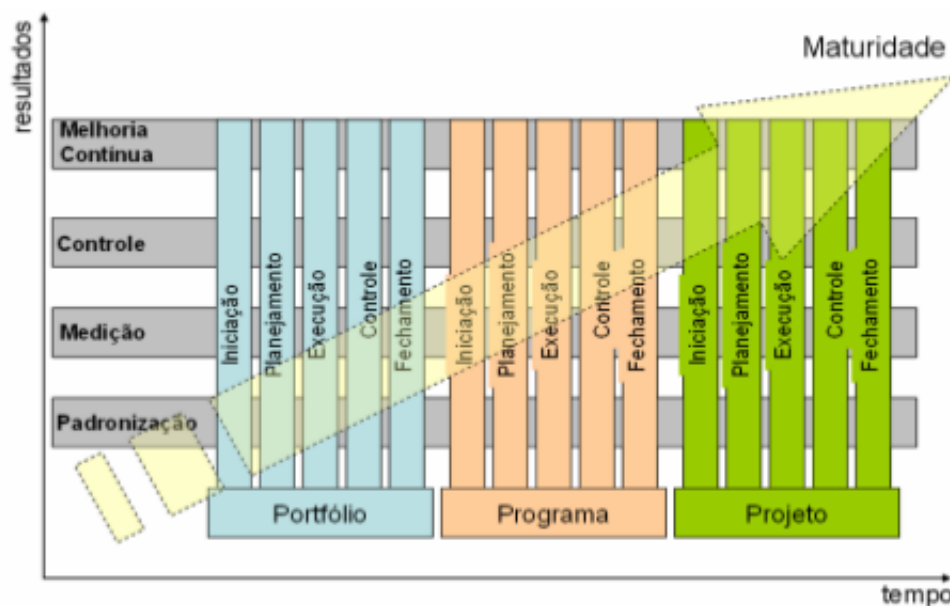 resultados
Maturidade
Melhoria
Contínua
Controle
Medição
Padronização
Iniciação
Planejamento
Execução
Controle
Fechamento
Iniciação
Planejamento
Execução
Controle
Fechamento
Iniciação
Planejamento
Execução
Controle
Fechamento
Portfólio
Programa
Projeto
tempo